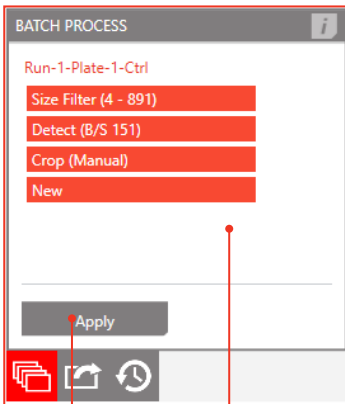 BATCH PROCESS
i
Run-1-Plate-1-Ctrl
Size Filter (4 - 891)
Detect (B/S 151)
Crop (Manual)
New
Apply